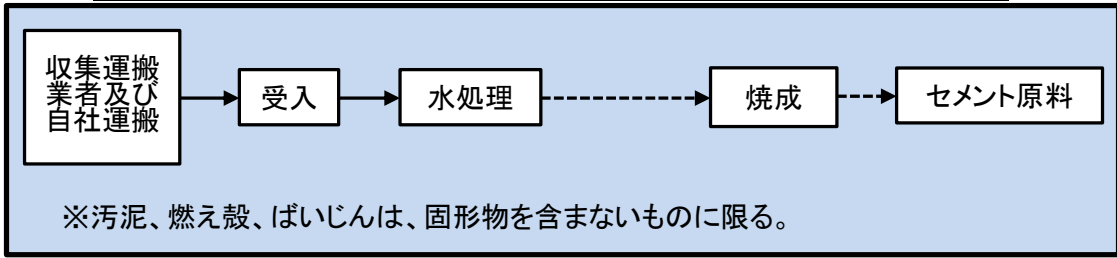 収集運搬
業者及び
自社運搬
受入
水処理
焼成
セメント原料
※汚泥、燃え殻、ばいじんは、固形物を含まないものに限る。